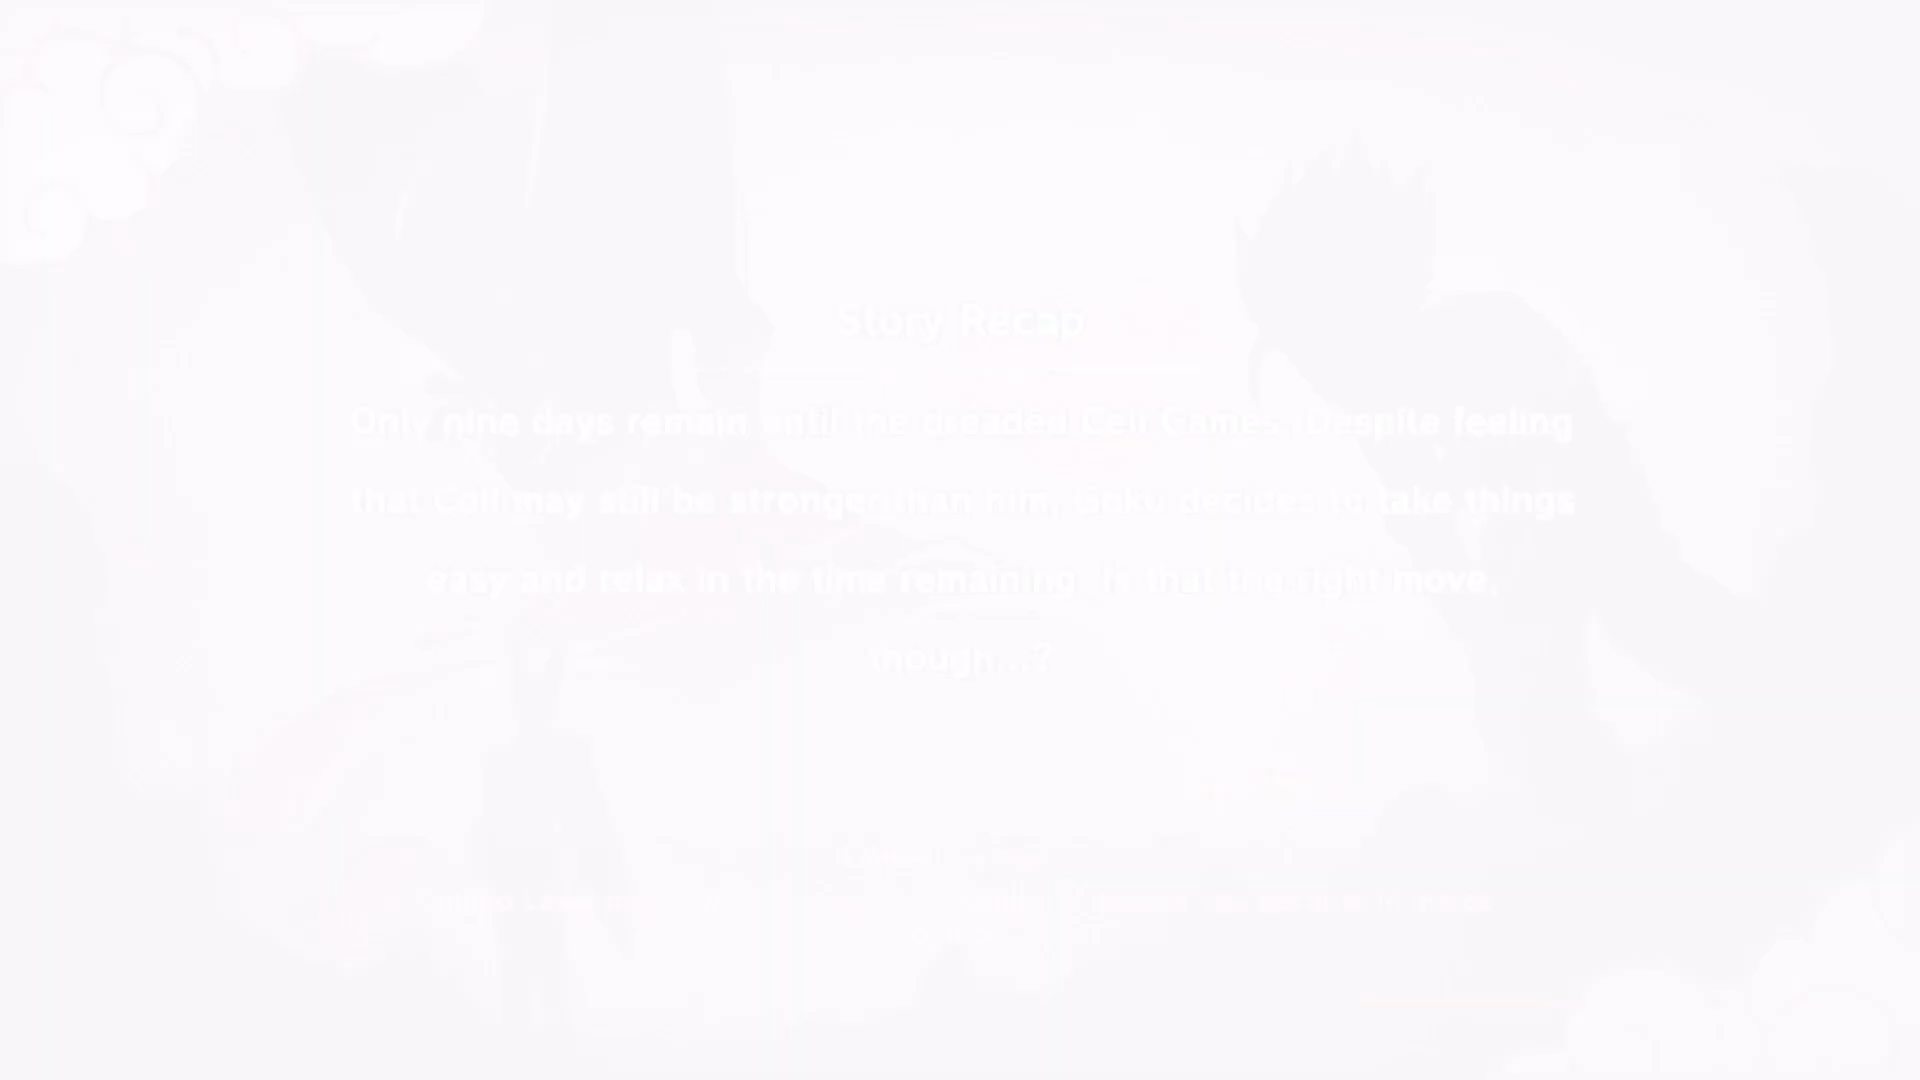 Story Recap
Only nine days remain until the dreaded Cell Games. Despite feeling
that Cell may still be stronger than him, Goku decides to take things
easy and relax in the time remaining. Is that the right move,
though...?